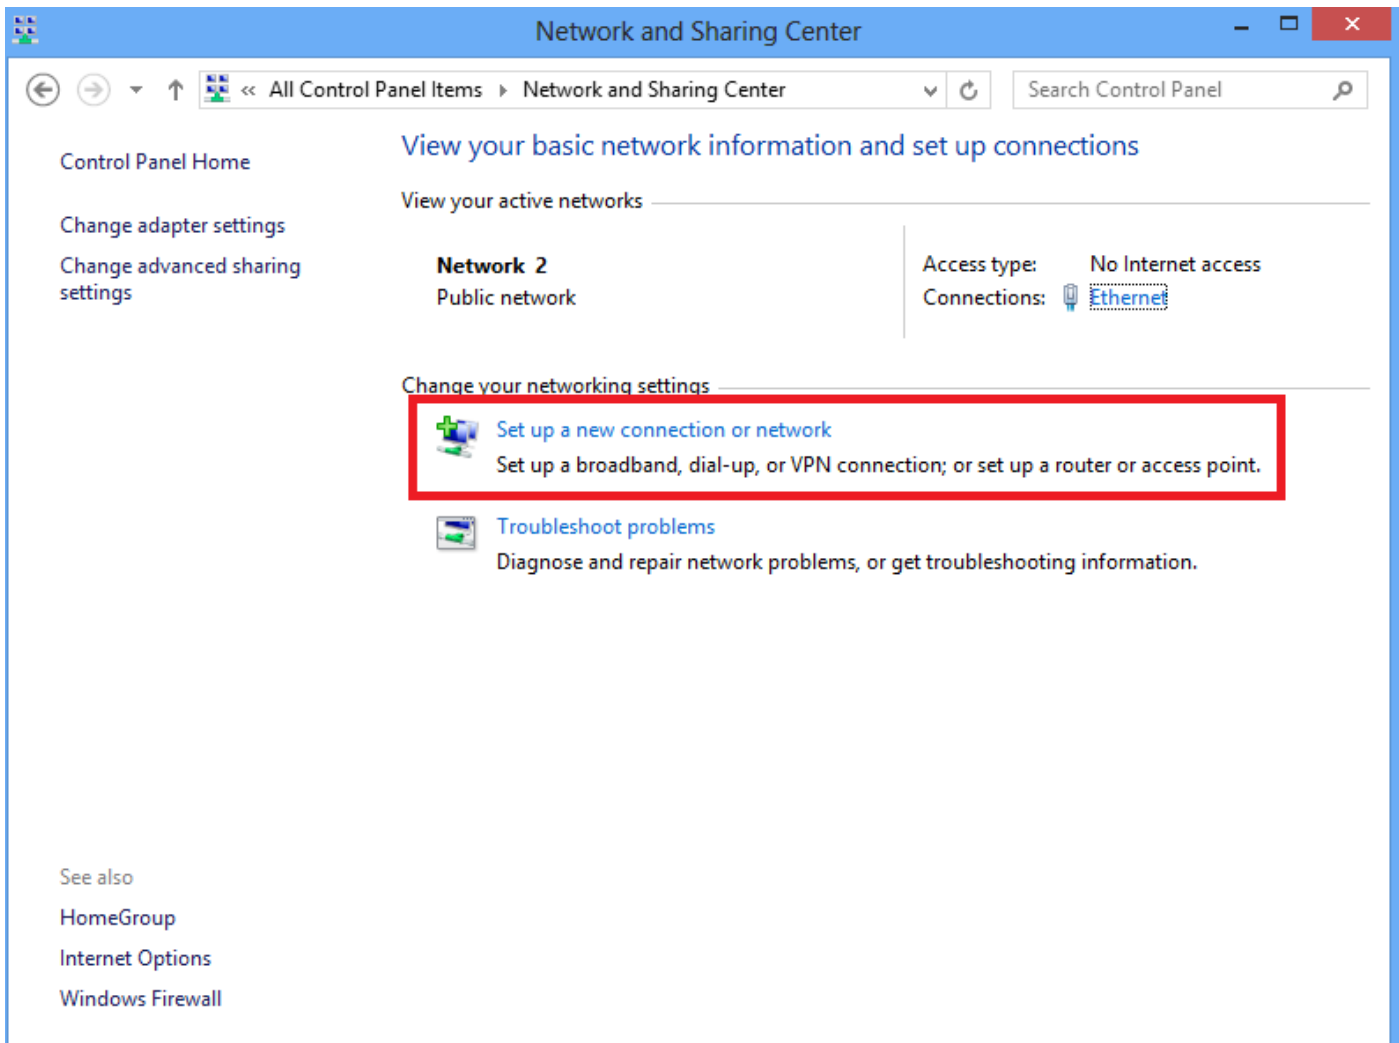 Network and Sharing Center
« All Control Panel Items Network and Sharing Center
Search Control Panel
Control Panel Home
Change adapter settings
Change advanced sharing
settings
View your basic network information and set up connections
View your active networks
Network 2
Public network
Access type: No Internet access
Connections: Ethernet
Change your networking settings
Set up a new connection or network
Set up a broadband, dial-up, or VPN connection; or set up a router or access point.
Troubleshoot problems
Diagnose and repair network problems, or get troubleshooting information.
See also
HomeGroup
Internet Options
Windows Firewall